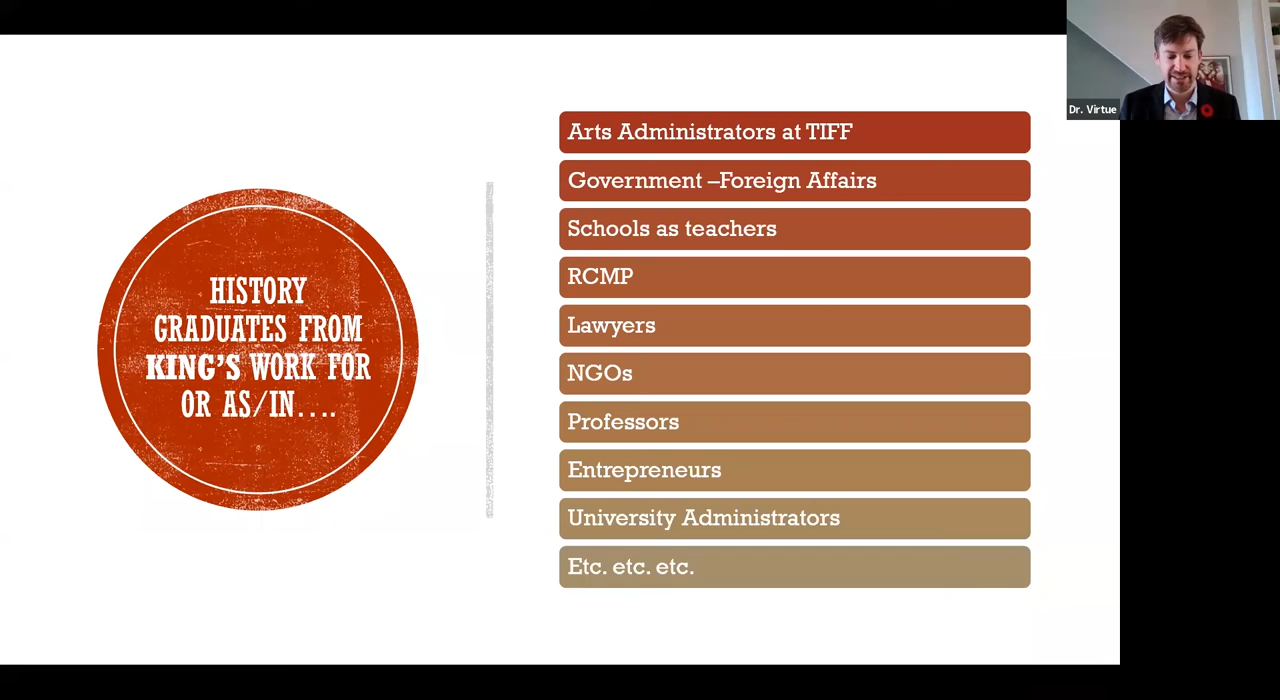 HISTORY
GRADUATES FROM
KING'S WORK FOR
OR AS/IN....
Arts Administrators at TIFF
Government –Foreign Affairs
Schools as teachers
RCMP
Lawyers
NGOs
Professors
Entrepreneurs
University Administrators
Etc. etc. etc.
Dr. Virtue